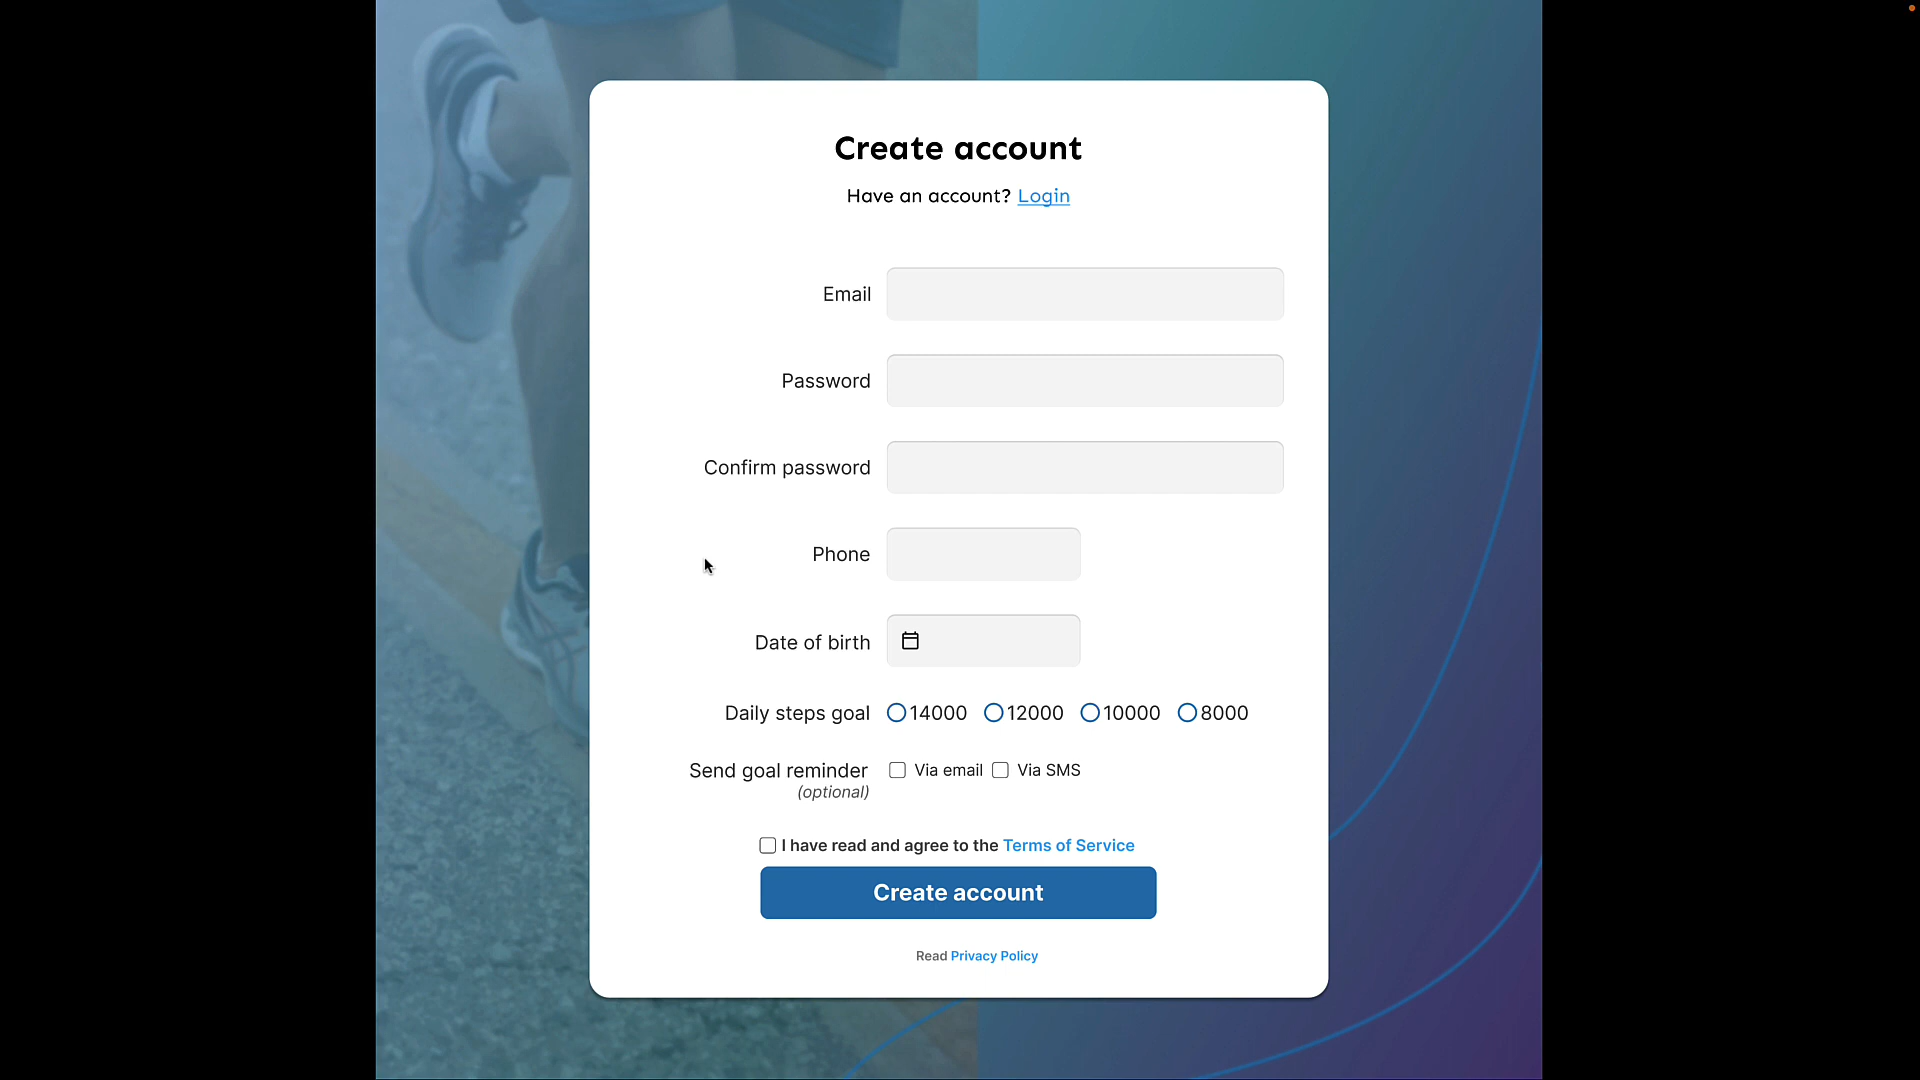 Create account
Have an account? Login
Email
Password
Confirm password
Phone
Date of birth
Daily steps goal 14000 12000 10000 8000
Send goal reminder Via email Via SMS
(optional)
I have read and agree to the Terms of Service
Create account
Read Privacy Policy